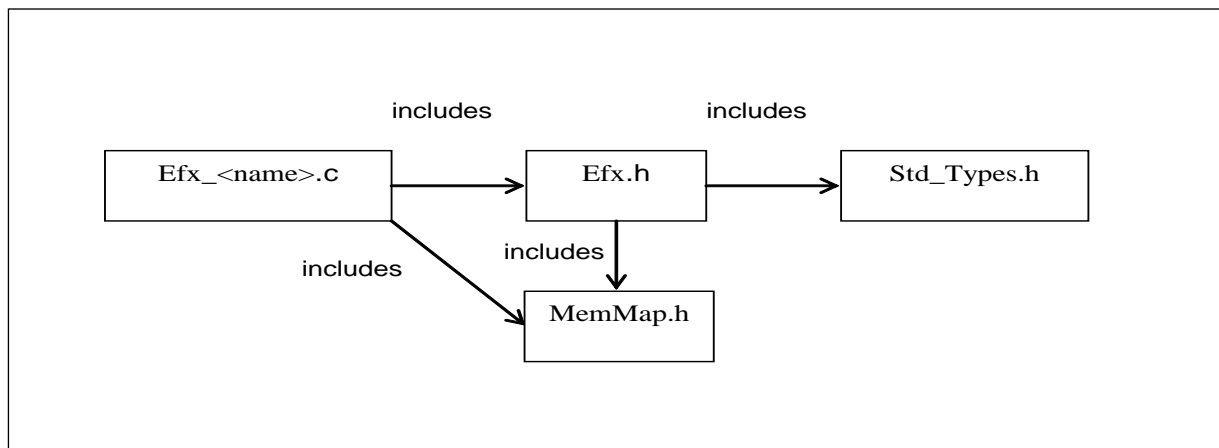 includes
includes
Efx_<name>.c
Efx.h
Std_Types.h
includes
includes
MemMap.h